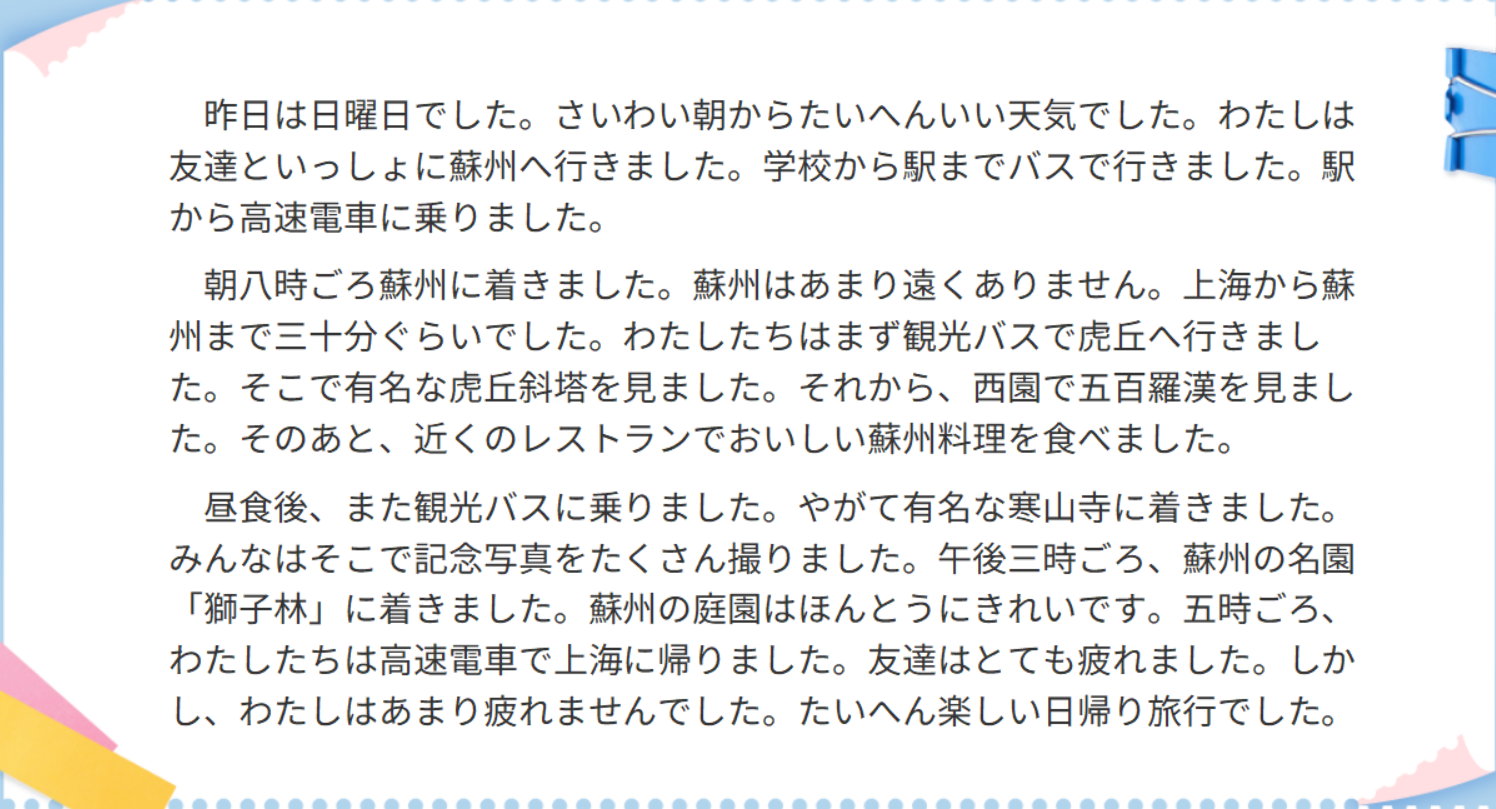 昨日は日曜日でした。さいわい朝からたいへんいい天気でした。わたしは
友達といっしょに蘇州へ行きました。学校から駅までバスで行きました。駅
から高速電車に乗りました。
朝八時ごろ蘇州に着きました。蘇州はあまり遠くありません。上海から蘇
州まで三十分ぐらいでした。わたしたちはまず観光バスで虎丘へ行きまし
た。そこで有名な虎丘斜塔を見ました。それから、西園で五百羅漢を見まし
た。そのあと、近くのレストランでおいしい蘇州料理を食べました。
昼食後、また観光バスに乗りました。やがて有名な寒山寺に着きました。
みんなはそこで記念写真をたくさん撮りました。午後三時ごろ、蘇州の名園
「獅子林」に着きました。蘇州の庭園はほんとうにきれいです。五時ごろ、
わたしたちは高速電車で上海に帰りました。友達はとても疲れました。しか
し、わたしはあまり疲れませんでした。たいへん楽しい日帰り旅行でした。